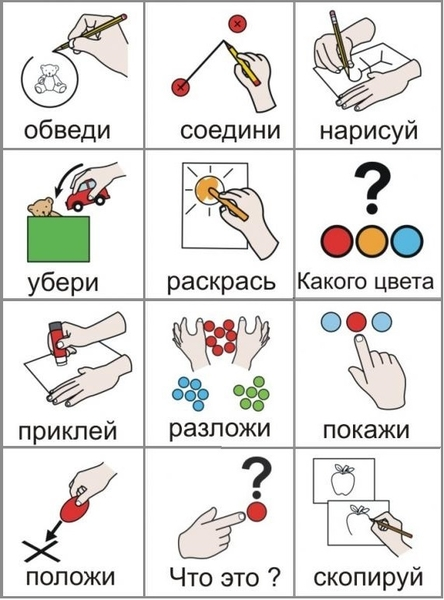 обведи
соедини
нарисуй
убери
раскрась
Какого цвета
?
приклей
разложи
покажи
положи
Что это ?
?
скопируй